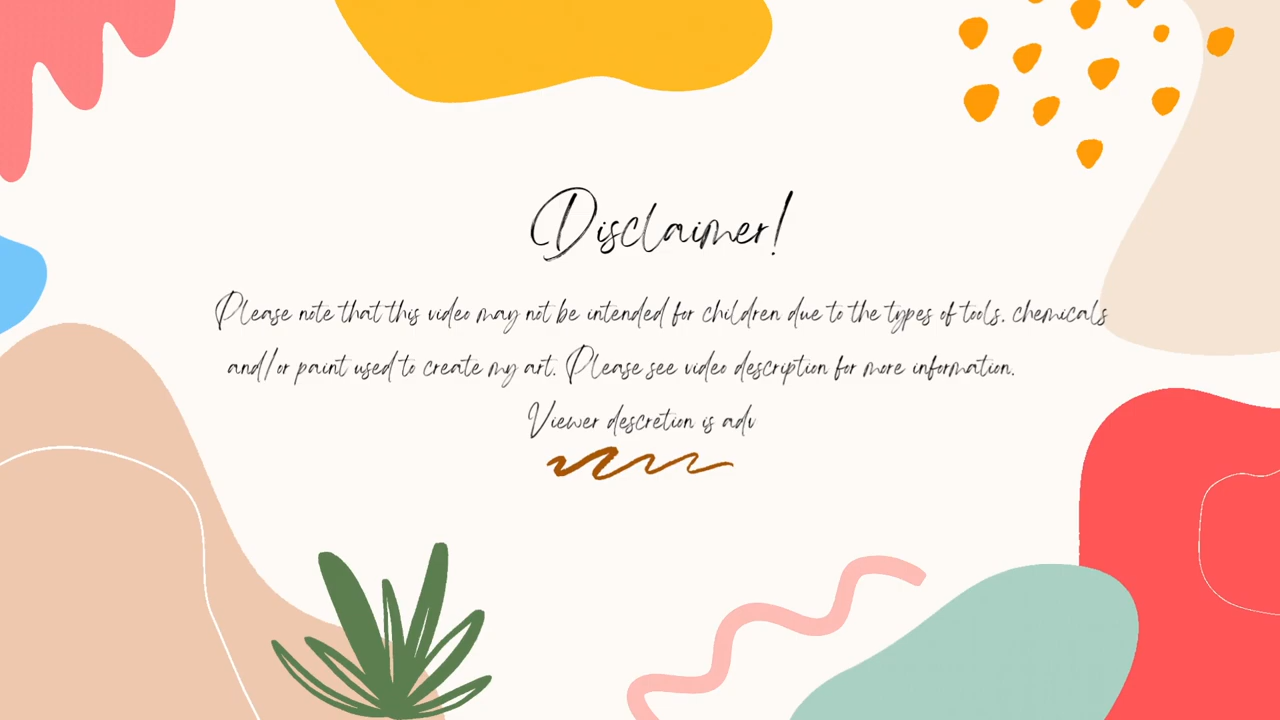 Disclaimer!
Please note that this video may not be intended for children due to the types of tools, chemicals
and/or paint used to create my art. Please see video description for more information.
Viewer descretion is adv